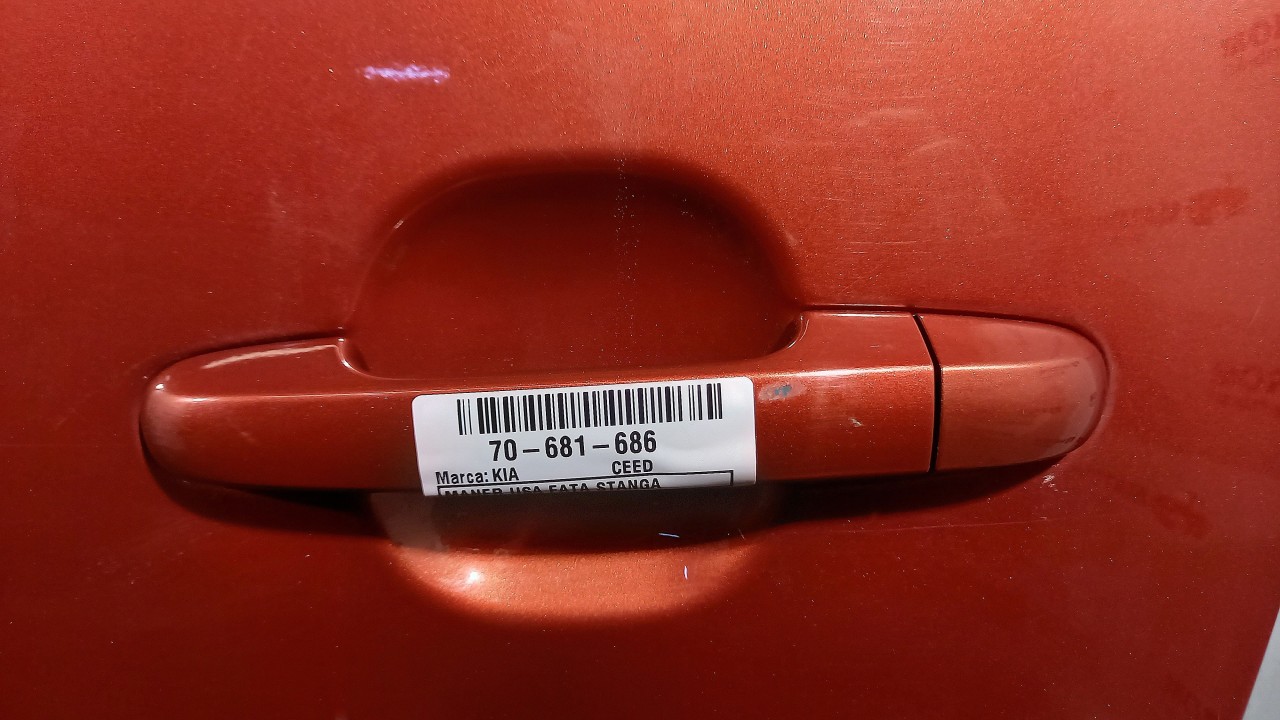 70-681-686
Marca: KIA CEED
MANER USA FATA STANGA